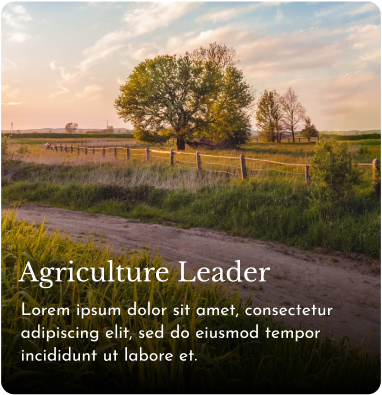 Agriculture Leader
Lorem ipsum dolor sit amet, consectetur
adipiscing elit, sed do eiusmod tempor
incididunt ut labore et.